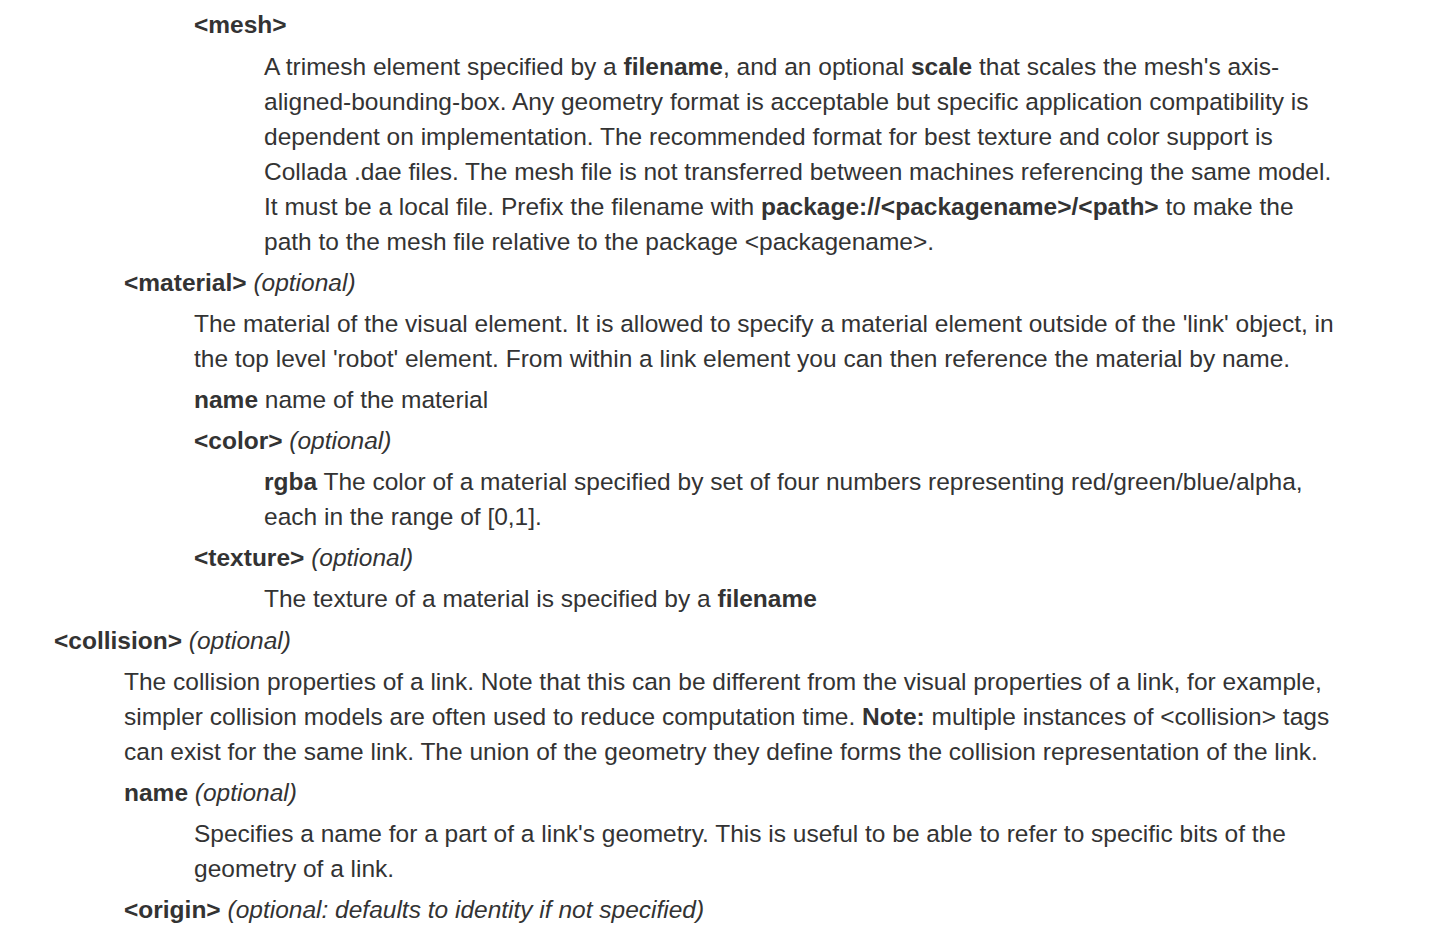 <mesh>
A trimesh element specified by a filename, and an optional scale that scales the mesh's axis-
aligned-bounding-box. Any geometry format is acceptable but specific application compatibility is
dependent on implementation. The recommended format for best texture and color support is
Collada .dae files. The mesh file is not transferred between machines referencing the same model.
It must be a local file. Prefix the filename with package://<packagename>/<path> to make the
path to the mesh file relative to the package <packagename>.
<material> (optional)
The material of the visual element. It is allowed to specify a material element outside of the 'link' object, in
the top level 'robot' element. From within a link element you can then reference the material by name.
name name of the material
<color> (optional)
rgba The color of a material specified by set of four numbers representing red/green/blue/alpha,
each in the range of [0,1].
<texture> (optional)
The texture of a material is specified by a filename
<collision> (optional)
The collision properties of a link. Note that this can be different from the visual properties of a link, for example,
simpler collision models are often used to reduce computation time. Note: multiple instances of <collision> tags
can exist for the same link. The union of the geometry they define forms the collision representation of the link.
name (optional)
Specifies a name for a part of a link's geometry. This is useful to be able to refer to specific bits of the
geometry of a link.
<origin> (optional: defaults to identity if not specified)